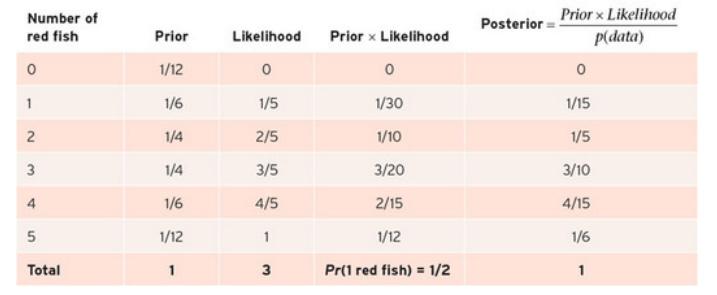 Number of red fish Prior Likelihood Prior × Likelihood Posterior = Prior × Likelihood / p(data)
0 1/12 0 0 0
1 1/6 1/5 1/30 1/15
2 1/4 2/5 1/10 1/5
3 1/4 3/5 3/20 3/10
4 1/6 4/5 2/15 4/15
5 1/12 1 1/12 1/6
Total 1 3 Pr(1 red fish) = 1/2 1